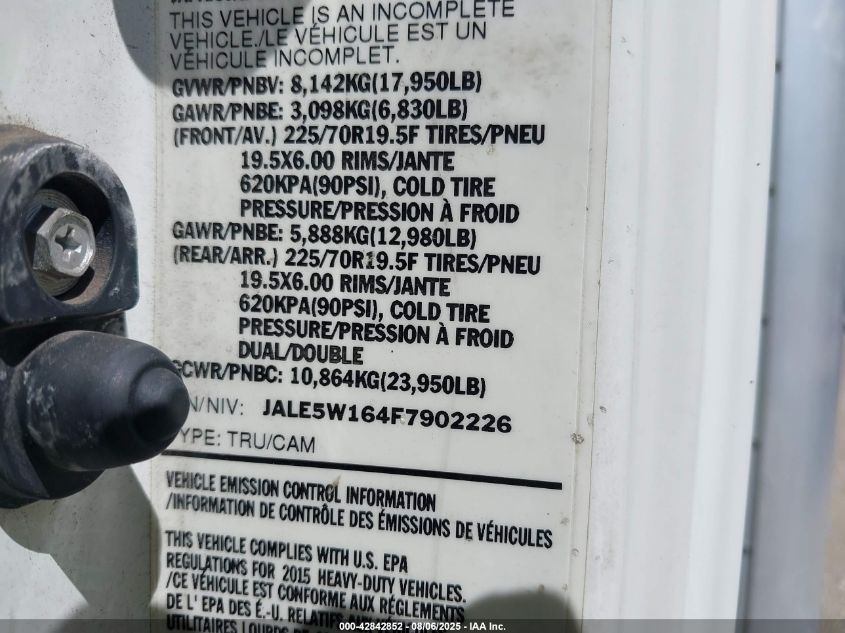 THIS VEHICLE IS AN INCOMPLETE
VEHICLE./LE VÉHICULE EST UN
VÉHICULE INCOMPLET.
GVWR/PNBV: 8,142KG(17,950LB)
GAWR/PNBE: 3,098KG(6,830LB)
(FRONT/AV.) 225/70R19.5F TIRES/PNEU
19.5X6.00 RIMS/JANTE
620KPA(90PSI), COLD TIRE
PRESSURE/PRESSION À FROID
GAWR/PNBE: 5,888KG(12,980LB)
(REAR/ARR.) 225/70R19.5F TIRES/PNEU
19.5X6.00 RIMS/JANTE
620KPA(90PSI), COLD TIRE
PRESSURE/PRESSION À FROID
DUAL/DOUBLE
GCWR/PNBC: 10,864KG(23,950LB)
N/NIV: JALE5W164F7902226
YPE: TRU/CAM
VEHICLE EMISSION CONTROL INFORMATION
/INFORMATION DE CONTRÔLE DES ÉMISSIONS DE VÉHICULES
THIS VEHICLE COMPLIES WITH U.S. EPA
REGULATIONS FOR 2015 HEAVY-DUTY VEHICLES.
/CE VÉHICULE EST CONFORME AUX RÈGLEMENTS
DE L'EPA DES É.-U. RELATIFS
UTILITAIRES LOURDS DE
000-42842852 - 08/06/2025 - IAA Inc.